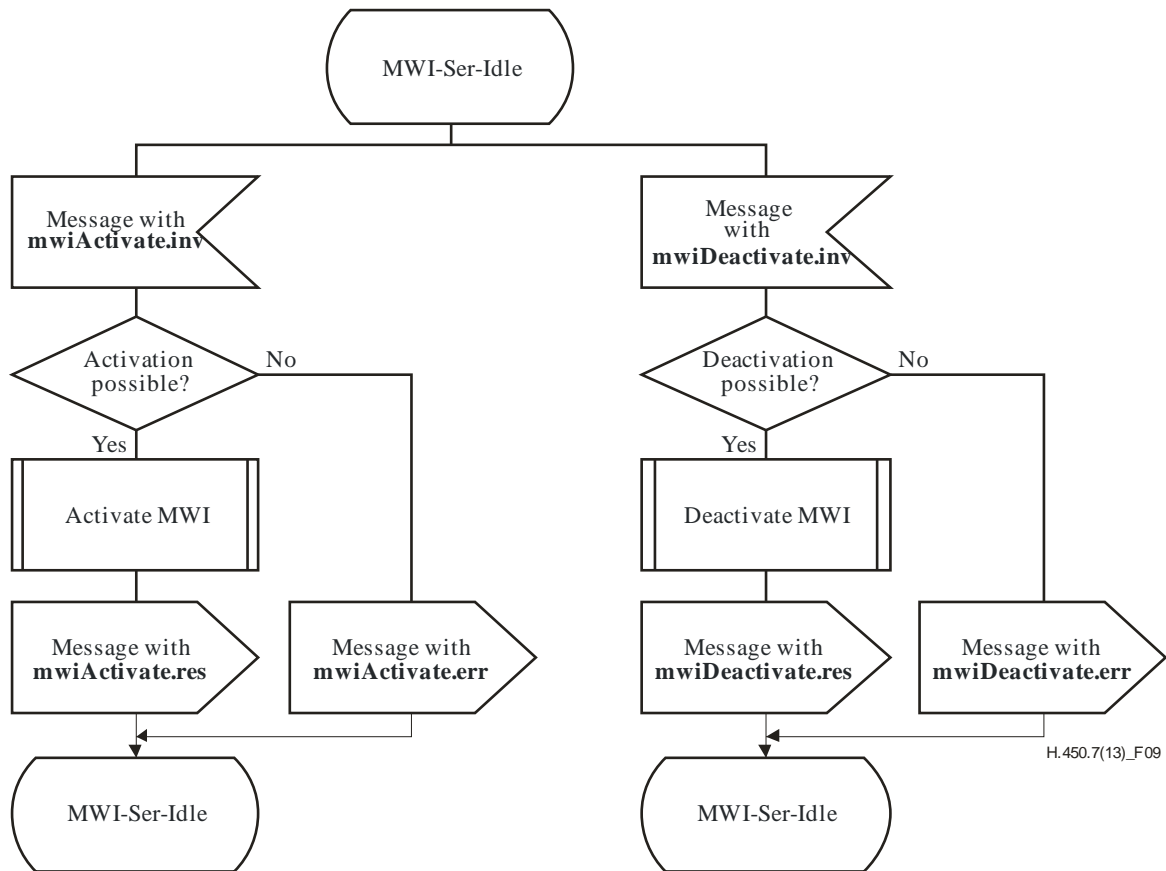 MWI-Ser-Idle
Message with
mwiActivate.inv
Message
with
mwiDeactivate.inv
Activation
possible?
No
Deactivation
possible?
No
Yes
Yes
Activate MWI
Deactivate MWI
Message with
mwiActivate.res
Message with
mwiActivate.err
Message with
mwiDeactivate.res
Message with
mwiDeactivate.err
H.450.7(13)_F09
MWI-Ser-Idle
MWI-Ser-Idle